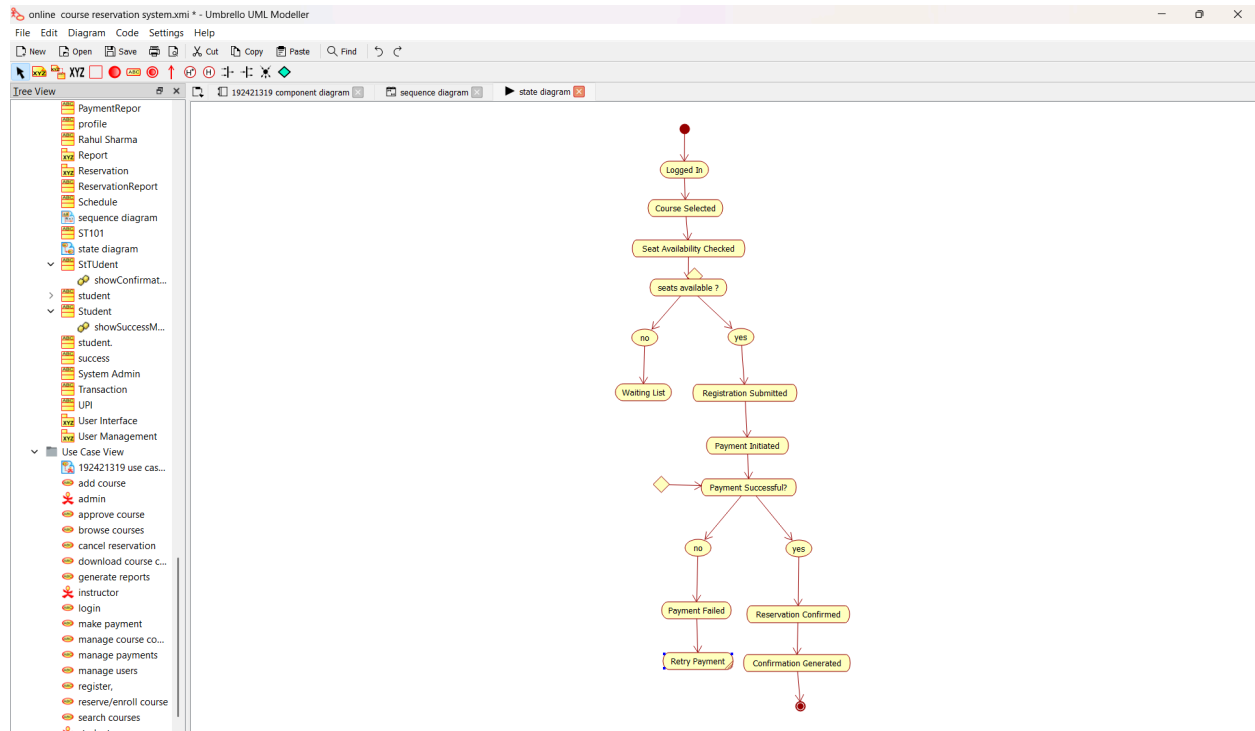 online course reservation system.xmi * - Umbrello UML Modeller
File Edit Diagram Code Settings Help
New Open Save Cut Copy Paste Find
ABC XYZ ABC H* H
Tree View
192421319 component diagram sequence diagram state diagram
PaymentRepor
profile
Rahul Sharma
Report
Reservation
ReservationReport
Schedule
sequence diagram
ST101
state diagram
StTUdent
showConfirmat...
student
Student
showSuccessM...
student.
success
System Admin
Transaction
UPI
User Interface
User Management
Use Case View
192421319 use cas...
add course
admin
approve course
browse courses
cancel reservation
download course c...
generate reports
instructor
login
make payment
manage course co...
manage payments
manage users
register,
reserve/enroll course
search courses
Logged In
Course Selected
Seat Availability Checked
seats available ?
no yes
Waiting List Registration Submitted
Payment Initiated
Payment Successful?
no yes
Payment Failed Reservation Confirmed
Retry Payment Confirmation Generated